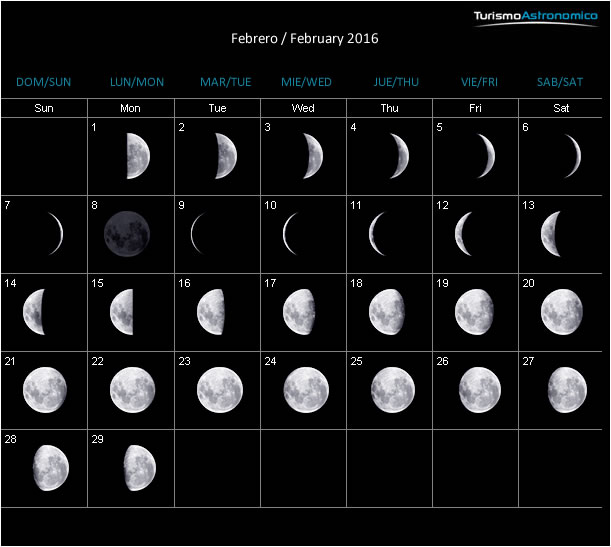 TurismoAstronomico
Febrero / February 2016
DOM/SUN LUN/MON MAR/TUE MIE/WED JUE/THU VIE/FRI SAB/SAT
Sun Mon Tue Wed Thu Fri Sat
1 2 3 4 5 6
7 8 9 10 11 12 13
14 15 16 17 18 19 20
21 22 23 24 25 26 27
28 29